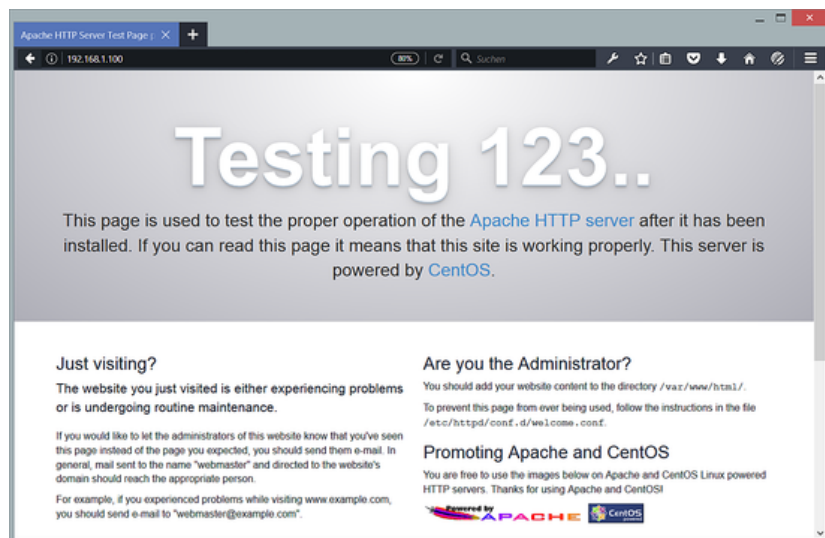 Apache HTTP Server Test Page p
192.168.1.100
80%
Suchen
Testing 123..
This page is used to test the proper operation of the Apache HTTP server after it has been
installed. If you can read this page it means that this site is working properly. This server is
powered by CentOS.
Just visiting?
The website you just visited is either experiencing problems
or is undergoing routine maintenance.
If you would like to let the administrators of this website know that you've seen
this page instead of the page you expected, you should send them e-mail. In
general, mail sent to the name "webmaster" and directed to the website's
domain should reach the appropriate person.
For example, if you experienced problems while visiting www.example.com,
you should send e-mail to "webmaster@example.com".
Are you the Administrator?
You should add your website content to the directory /var/www/html/.
To prevent this page from ever being used, follow the instructions in the file
/etc/httpd/conf.d/welcome.conf.
Promoting Apache and CentOS
You are free to use the images below on Apache and CentOS Linux powered
HTTP servers. Thanks for using Apache and CentOS!
Powered by
APACHE
CentOS